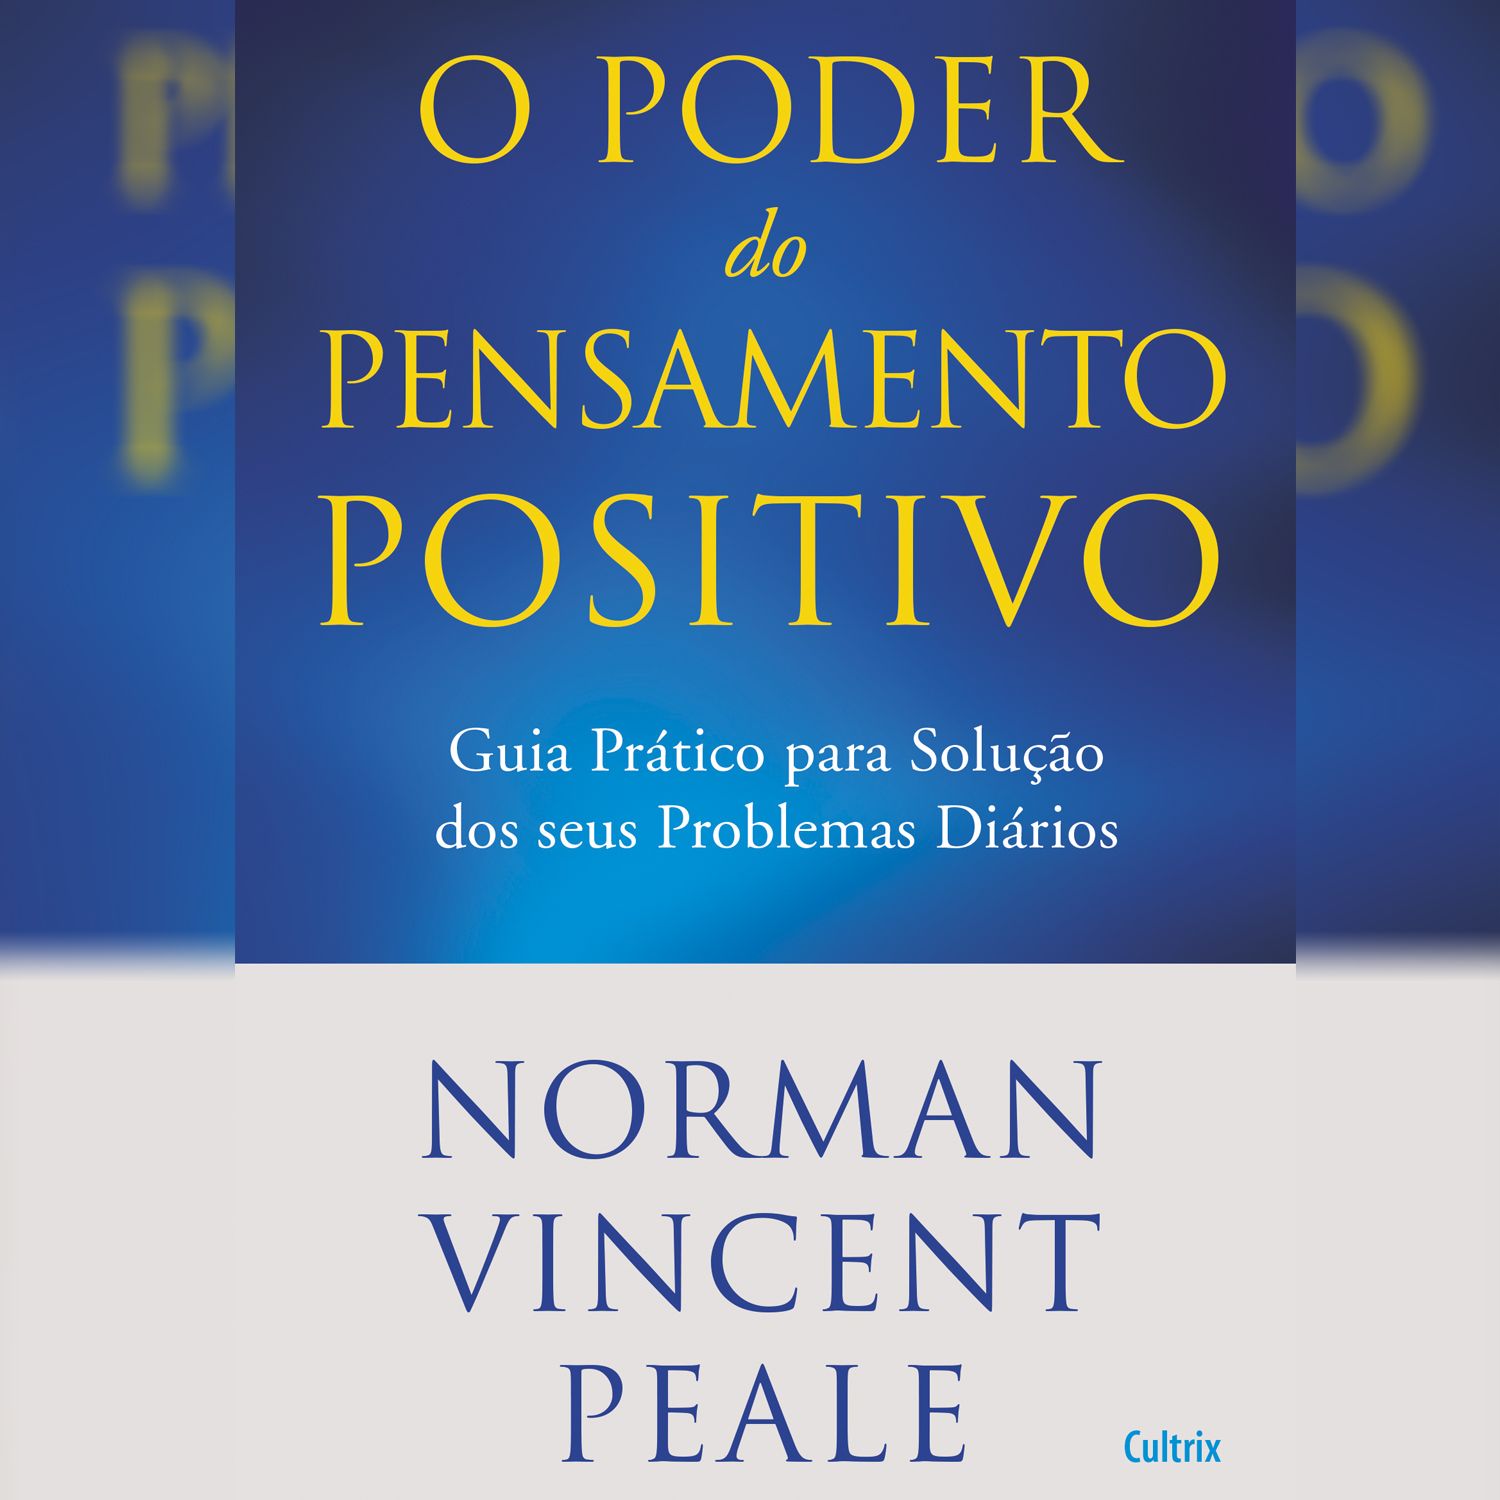 O PODER
do
PENSAMENTO
POSITIVO
Guia Prático para Solução
dos seus Problemas Diários
NORMAN
VINCENT
PEALE
Cultrix